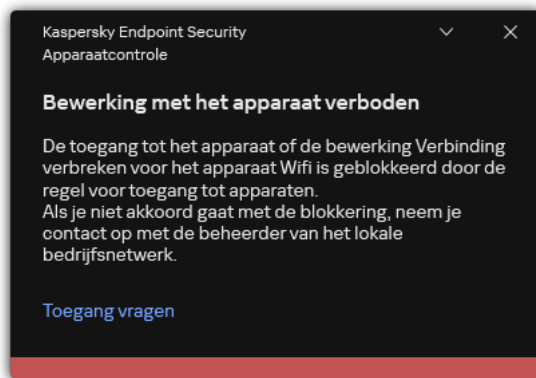 Kaspersky Endpoint Security
Apparaatcontrole
Bewerking met het apparaat verboden
De toegang tot het apparaat of de bewerking Verbinding
verbreken voor het apparaat Wifi is geblokkeerd door de
regel voor toegang tot apparaten.
Als je niet akkoord gaat met de blokkering, neem je
contact op met de beheerder van het lokale
bedrijfsnetwerk.
Toegang vragen